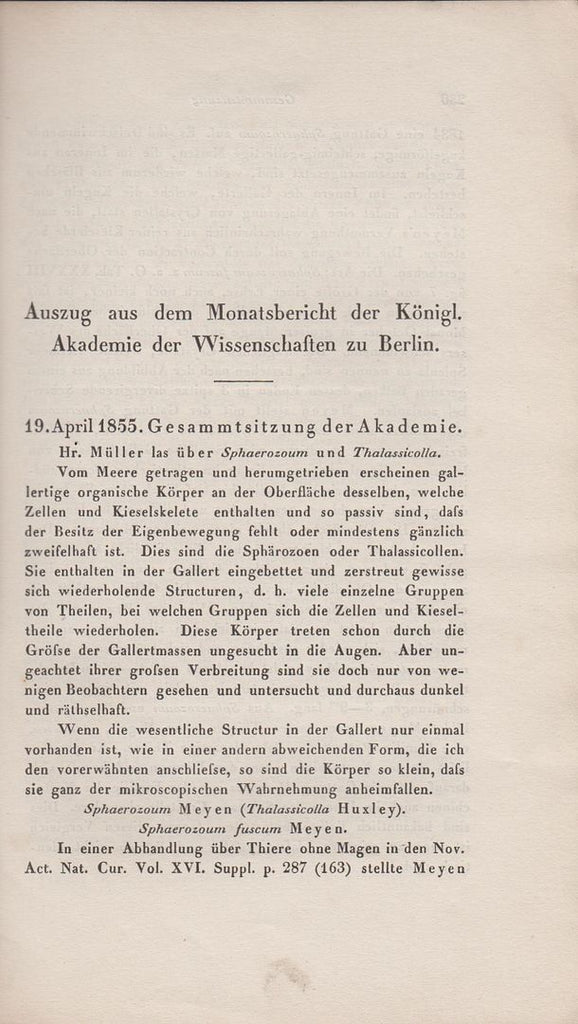 Auszug aus dem Monatsbericht der Königl.
Akademie der Wissenschaften zu Berlin.
19. April 1855. Gesammtsitzung der Akademie.
Hr. Müller las über Sphaerozoum und Thalassicolla.
Vom Meere getragen und herumgetrieben erscheinen gal-
lertige organische Körper an der Oberfläche desselben, welche
Zellen und Kieselskelete enthalten und so passiv sind, daſs
der Besitz der Eigenbewegung fehlt oder mindestens gänzlich
zweifelhaft ist. Dies sind die Sphärozoen oder Thalassicollen.
Sie enthalten in der Gallert eingebettet und zerstreut gewisse
sich wiederholende Structuren, d. h. viele einzelne Gruppen
von Theilen, bei welchen Gruppen sich die Zellen und Kiesel-
theile wiederholen. Diese Körper treten schon durch die
Gröſse der Gallertmassen ungesucht in die Augen. Aber un-
geachtet ihrer groſsen Verbreitung sind sie doch nur von we-
nigen Beobachtern gesehen und untersucht und durchaus dunkel
und räthselhaft.
Wenn die wesentliche Structur in der Gallert nur einmal
vorhanden ist, wie in einer andern abweichenden Form, die ich
den vorerwähnten anschlieſse, so sind die Körper so klein, daſs
sie ganz der mikroscopischen Wahrnehmung anheimfallen.
Sphaerozoum Meyen (Thalassicolla Huxley).
Sphaerozoum fuscum Meyen.
In einer Abhandlung über Thiere ohne Magen in den Nov.
Act. Nat. Cur. Vol. XVI. Suppl. p. 287 (163) stellte Meyen